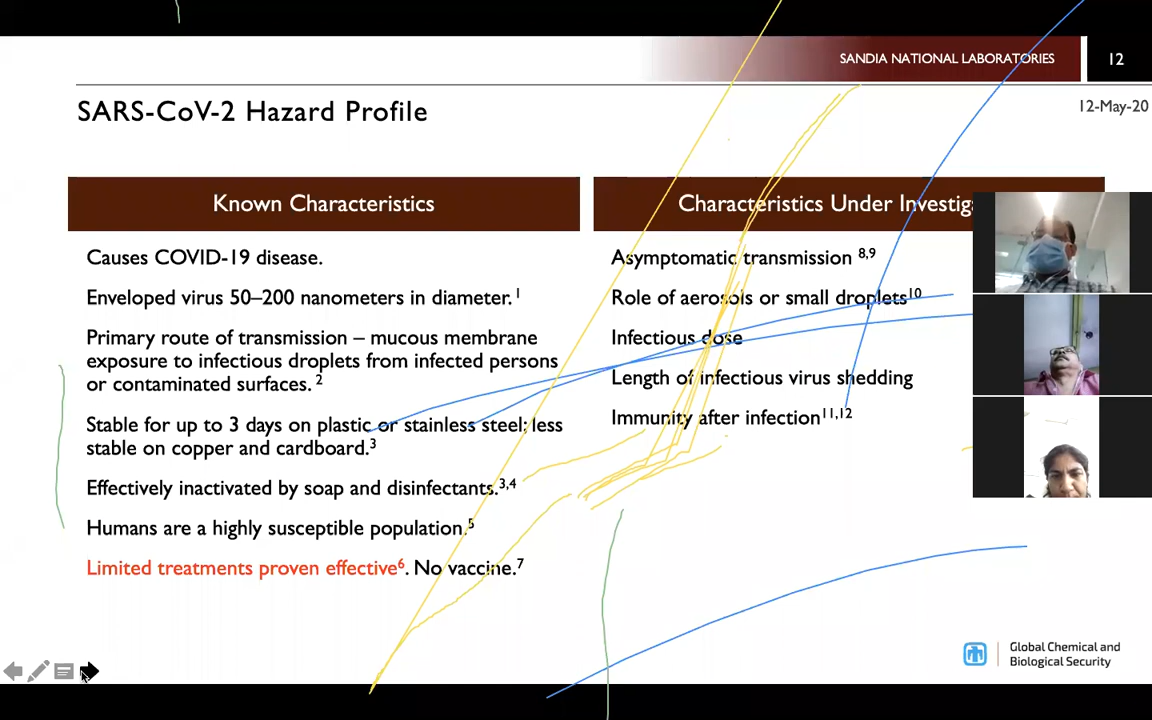 SANDIA NATIONAL LABORATORIES
12
12-May-20
SARS-CoV-2 Hazard Profile
Known Characteristics
Causes COVID-19 disease.
Enveloped virus 50–200 nanometers in diameter.1
Primary route of transmission – mucous membrane
exposure to infectious droplets from infected persons
or contaminated surfaces.2
Stable for up to 3 days on plastic or stainless steel; less
stable on copper and cardboard.3
Effectively inactivated by soap and disinfectants.3,4
Humans are a highly susceptible population.5
Limited treatments proven effective6. No vaccine.7
Characteristics Under Investiga
Asymptomatic transmission 8,9
Role of aerosols or small droplets10
Infectious dose
Length of infectious virus shedding
Immunity after infection11,12
Global Chemical and
Biological Security